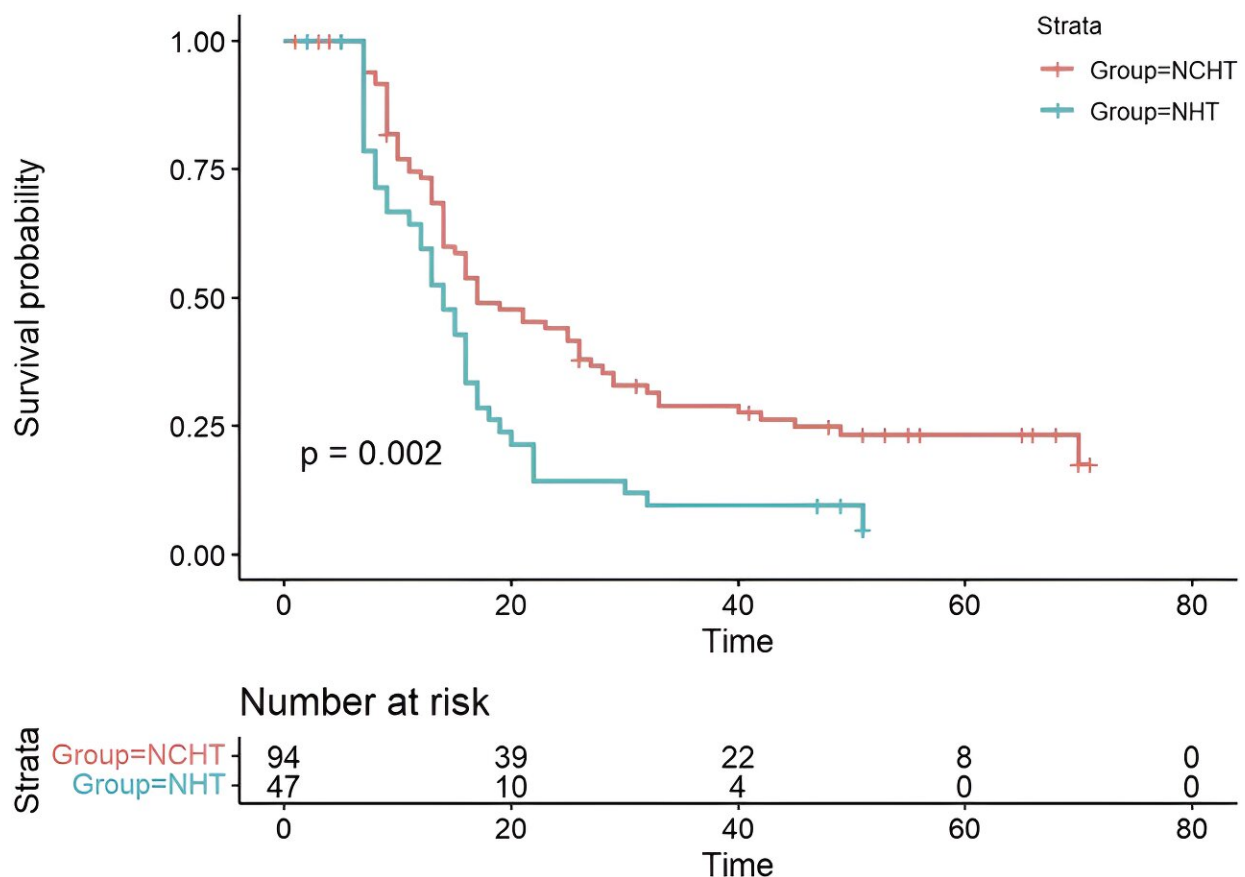 Strata
Group=NCHT
Group=NHT
Survival probability
1.00
0.75
0.50
0.25
0.00
p = 0.002
0 20 40 60 80
Time
Number at risk
Strata
Group=NCHT 94 39 22 8 0
Group=NHT 47 10 4 0 0
0 20 40 60 80
Time